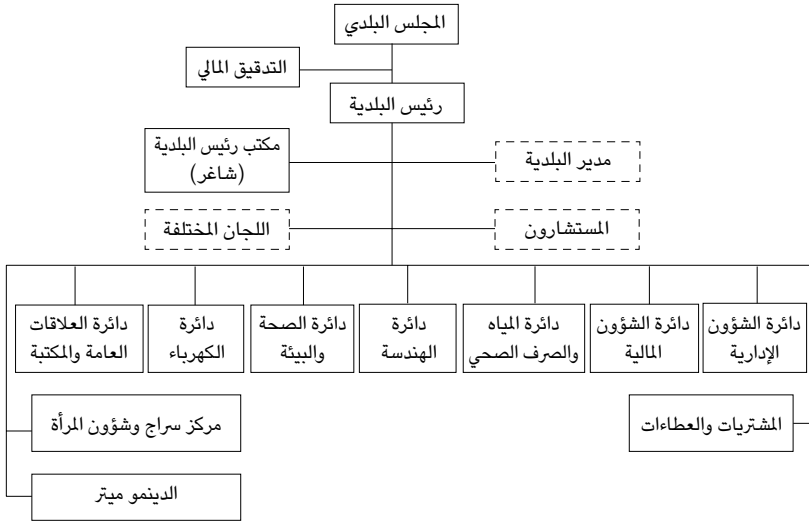 المجلس البلدي
التدقيق المالي
رئيس البلدية
مدير البلدية
مكتب رئيس البلدية
(شاغر)
المستشارون
اللجان المختلفة
دائرة الشؤون
الإدارية
دائرة الشؤون
المالية
دائرة المياه
والصرف الصحي
دائرة
الهندسة
دائرة الصحة
والبيئة
دائرة
الكهرباء
دائرة العلاقات
العامة والمكتبة
المشتريات والعطاءات
مركز سراج وشؤون المرأة
الدينمو ميتر